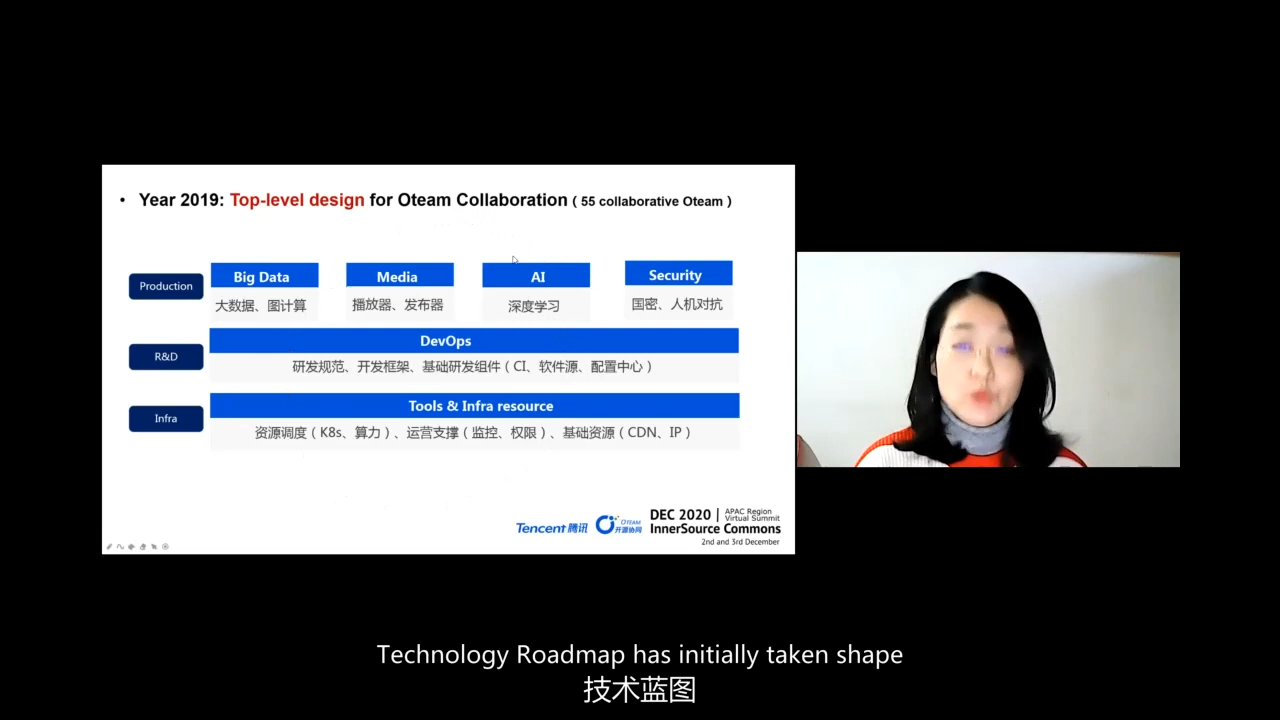 • Year 2019: Top-level design for Oteam Collaboration ( 55 collaborative Oteam )
Production
Big Data
大数据、图计算
Media
播放器、发布器
AI
深度学习
Security
国密、人机对抗
R&D
DevOps
研发规范、开发框架、基础研发组件（CI、软件源、配置中心）
Infra
Tools & Infra resource
资源调度（K8s、算力）、运营支撑（监控、权限）、基础资源（CDN、IP）
Tencent 腾讯
OTEAM
开源协同
DEC 2020 |
APAC Region
Virtual Summit
InnerSource Commons
2nd and 3rd December
Technology Roadmap has initially taken shape
技术蓝图